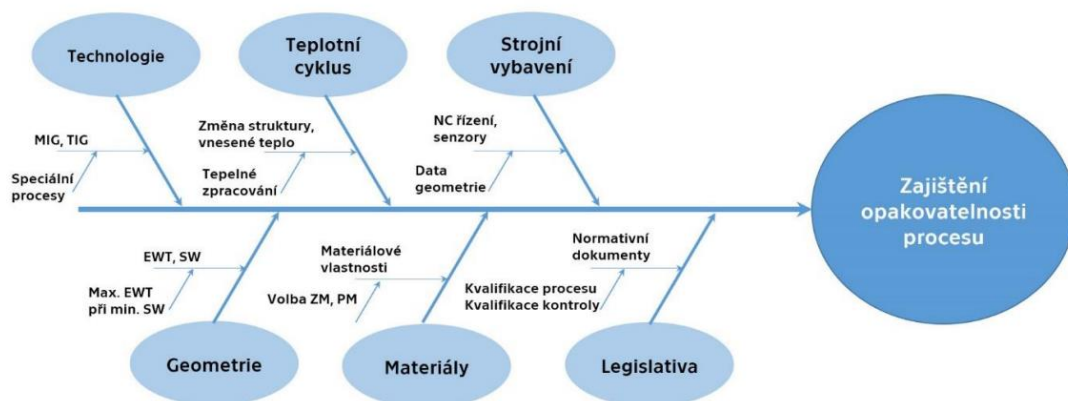 Technologie
Teplotní
cyklus
Strojní
vybavení
MIG, TIG
Speciální
procesy
Změna struktury,
vnesené teplo
Tepelné
zpracování
NC řízení,
senzory
Data
geometrie
Zajištění
opakovatelnosti
procesu
EWT, SW
Max. EWT
při min. SW
Materiálové
vlastnosti
Volba ZM, PM
Normativní
dokumenty
Kvalifikace procesu
Kvalifikace kontroly
Geometrie
Materiály
Legislativa